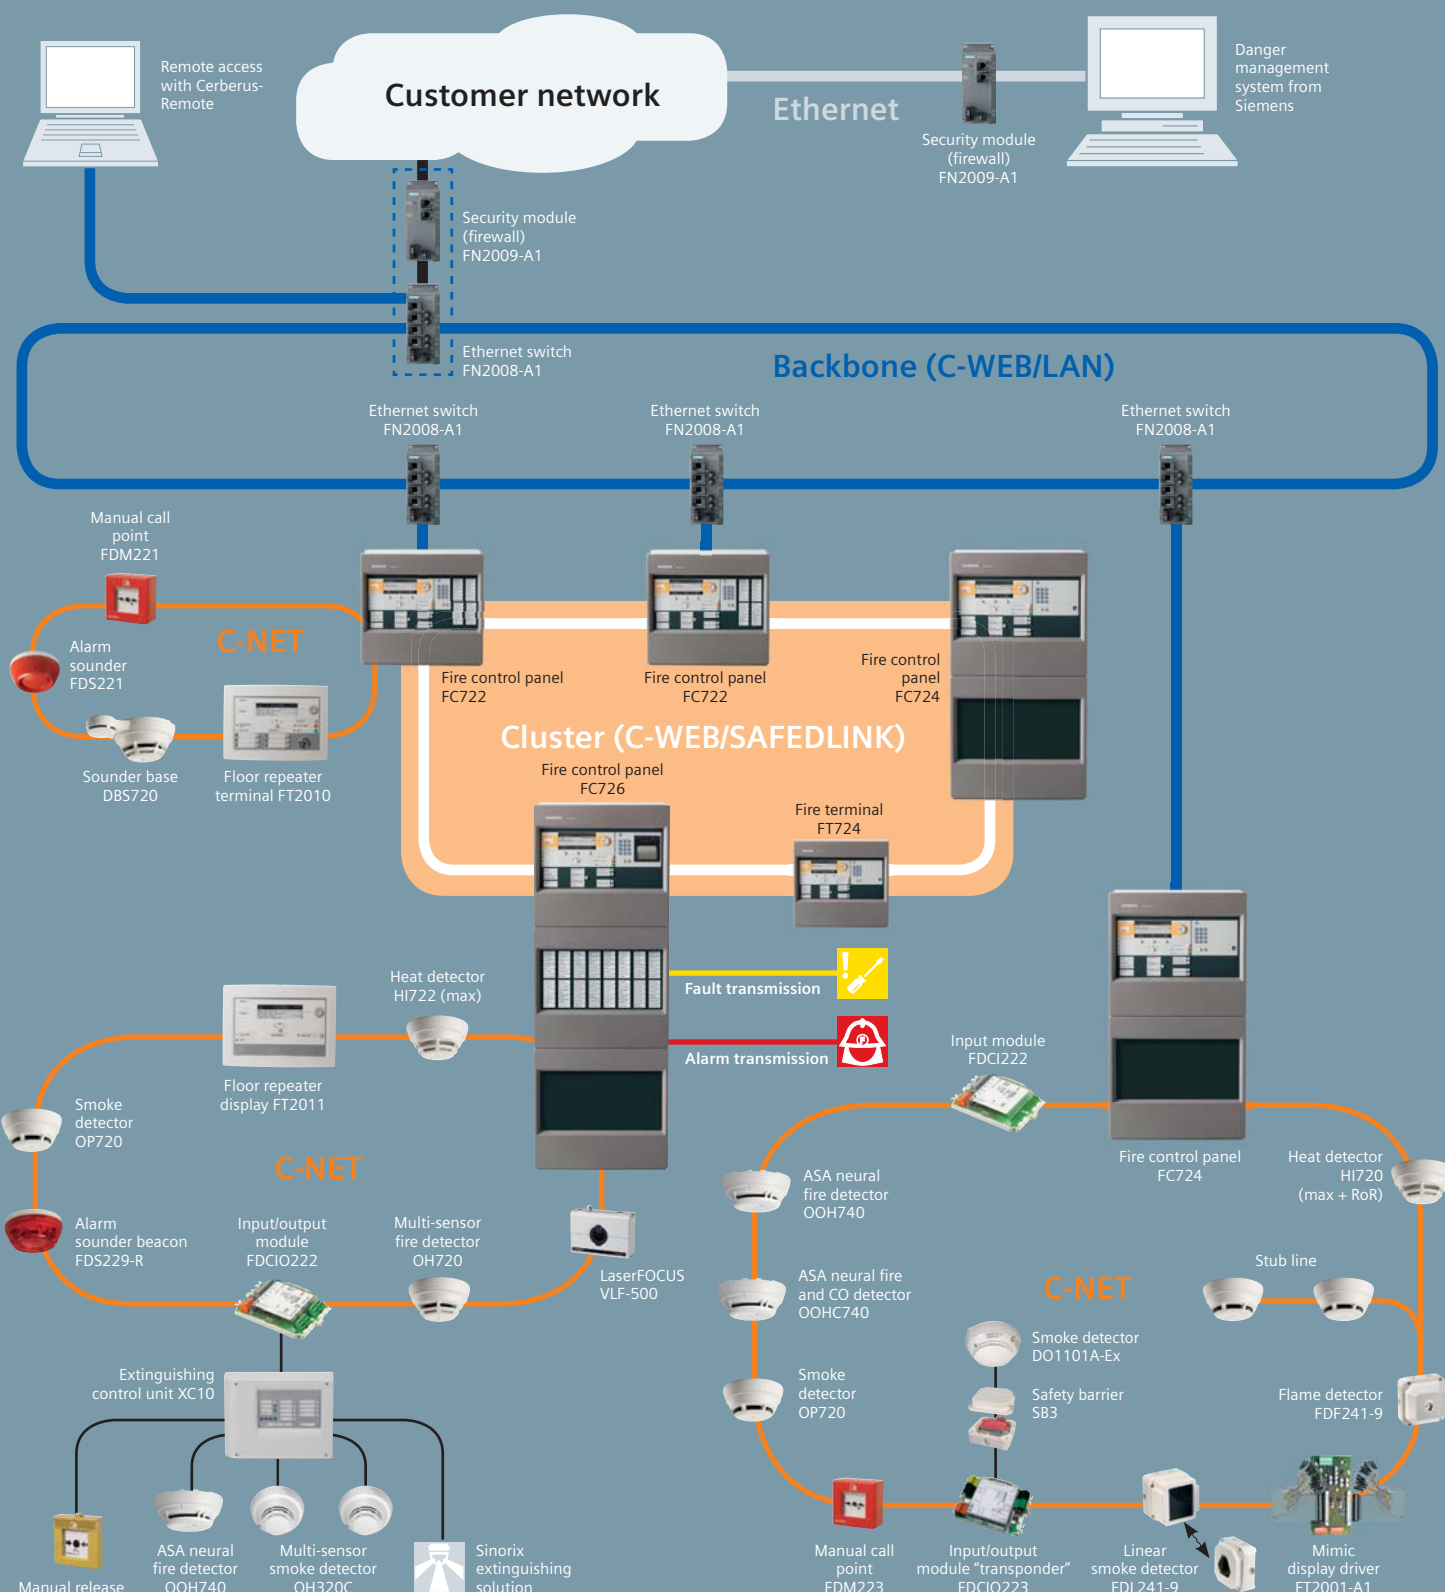 Remote access
with Cerberus-
Remote
Customer network
Ethernet
Security module
(firewall)
FN2009-A1
Danger
management
system from
Siemens
Security module
(firewall)
FN2009-A1
Ethernet switch
FN2008-A1
Backbone (C-WEB/LAN)
Ethernet switch
FN2008-A1
Ethernet switch
FN2008-A1
Ethernet switch
FN2008-A1
Manual call
point
FDM221
C-NET
Alarm
sounder
FDS221
Sounder base
DBS720
Floor repeater
terminal FT2010
Fire control panel
FC722
Fire control panel
FC722
Fire control
panel
FC724
Cluster (C-WEB/SAFEDLINK)
Fire control panel
FC726
Fire terminal
FT724
Fault transmission
Alarm transmission
Heat detector
HI722 (max)
Floor repeater
display FT2011
Smoke
detector
OP720
C-NET
Alarm
sounder beacon
FDS229-R
Input/output
module
FDCIO222
Multi-sensor
fire detector
OH720
LaserFOCUS
VLF-500
Extinguishing
control unit XC10
Manual release
ASA neural
fire detector
OOH740
Multi-sensor
smoke detector
OH320C
Sinorix
extinguishing
solution
Input module
FDCI222
Fire control panel
FC724
Heat detector
HI720
(max + RoR)
ASA neural
fire detector
OOH740
ASA neural fire
and CO detector
OOHC740
Smoke
detector
OP720
C-NET
Stub line
Smoke detector
DO1101A-Ex
Safety barrier
SB3
Flame detector
FDF241-9
Manual call
point
FDM223
Input/output
module “transponder”
FDCIO223
Linear
smoke detector
FDL241-9
Mimic
display driver
FT2001-A1